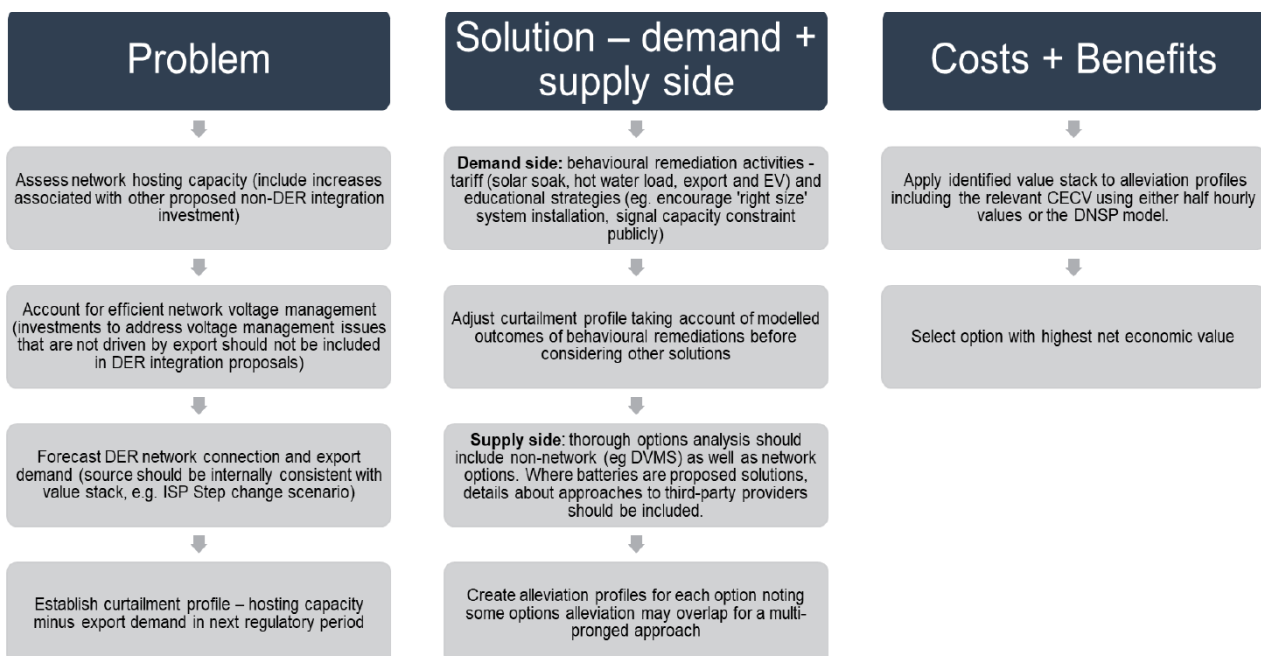 Problem
Assess network hosting capacity (include increases
associated with other proposed non-DER integration
investment)
Account for efficient network voltage management
(investments to address voltage management issues
that are not driven by export should not be included
in DER integration proposals)
Forecast DER network connection and export
demand (source should be internally consistent with
value stack, e.g. ISP Step change scenario)
Establish curtailment profile – hosting capacity
minus export demand in next regulatory period
Solution – demand +
supply side
Demand side: behavioural remediation activities -
tariff (solar soak, hot water load, export and EV) and
educational strategies (eg. encourage 'right size'
system installation, signal capacity constraint
publicly)
Adjust curtailment profile taking account of modelled
outcomes of behavioural remediations before
considering other solutions
Supply side: thorough options analysis should
include non-network (eg DVMS) as well as network
options. Where batteries are proposed solutions,
details about approaches to third-party providers
should be included.
Create alleviation profiles for each option noting
some options alleviation may overlap for a multi-
pronged approach
Costs + Benefits
Apply identified value stack to alleviation profiles
including the relevant CECV using either half hourly
values or the DNSP model.
Select option with highest net economic value